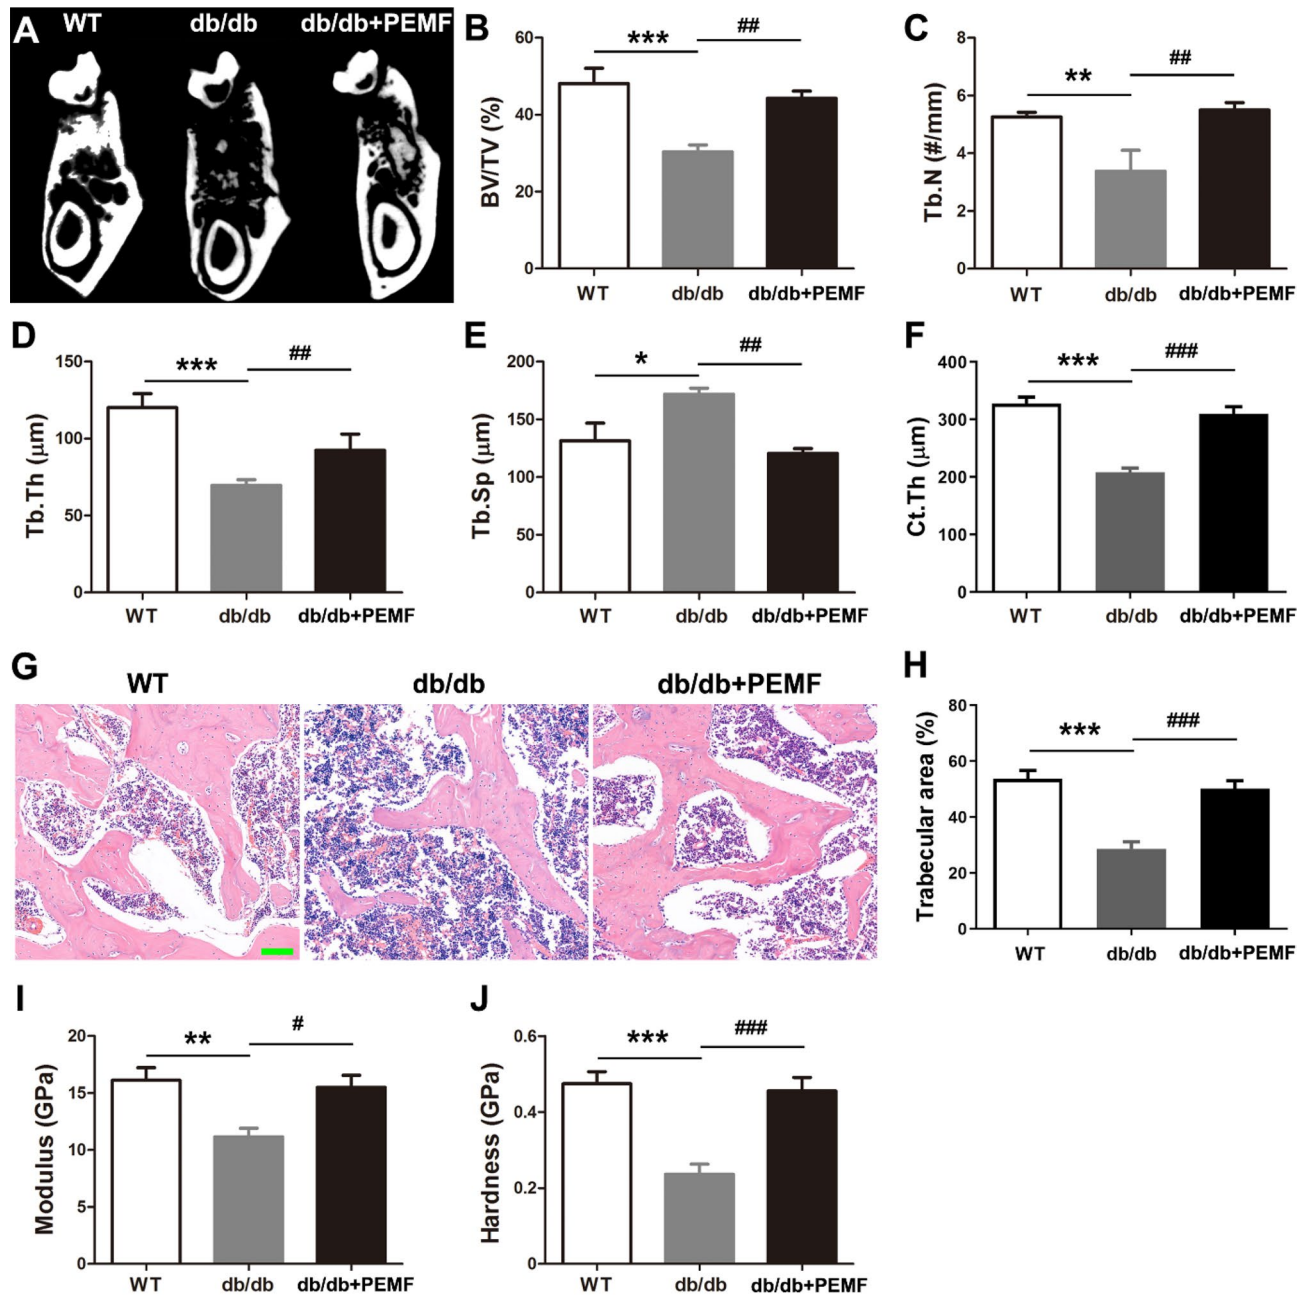 A
WT db/db db/db+PEMF
B
*** ##
BV/TV (%)
60
40
20
0
WT db/db db/db+PEMF
C
** ##
Tb.N (#/mm)
8
6
4
2
0
WT db/db db/db+PEMF
D
*** ##
Tb.Th (μm)
150
100
50
0
WT db/db db/db+PEMF
E
* ##
Tb.Sp (μm)
200
150
100
50
0
WT db/db db/db+PEMF
F
*** ###
Ct.Th (μm)
400
300
200
100
0
WT db/db db/db+PEMF
G
WT db/db db/db+PEMF
H
*** ###
Trabecular area (%)
80
60
40
20
0
WT db/db db/db+PEMF
I
** #
Modulus (GPa)
20
15
10
5
0
WT db/db db/db+PEMF
J
*** ###
Hardness (GPa)
0.6
0.4
0.2
0.0
WT db/db db/db+PEMF